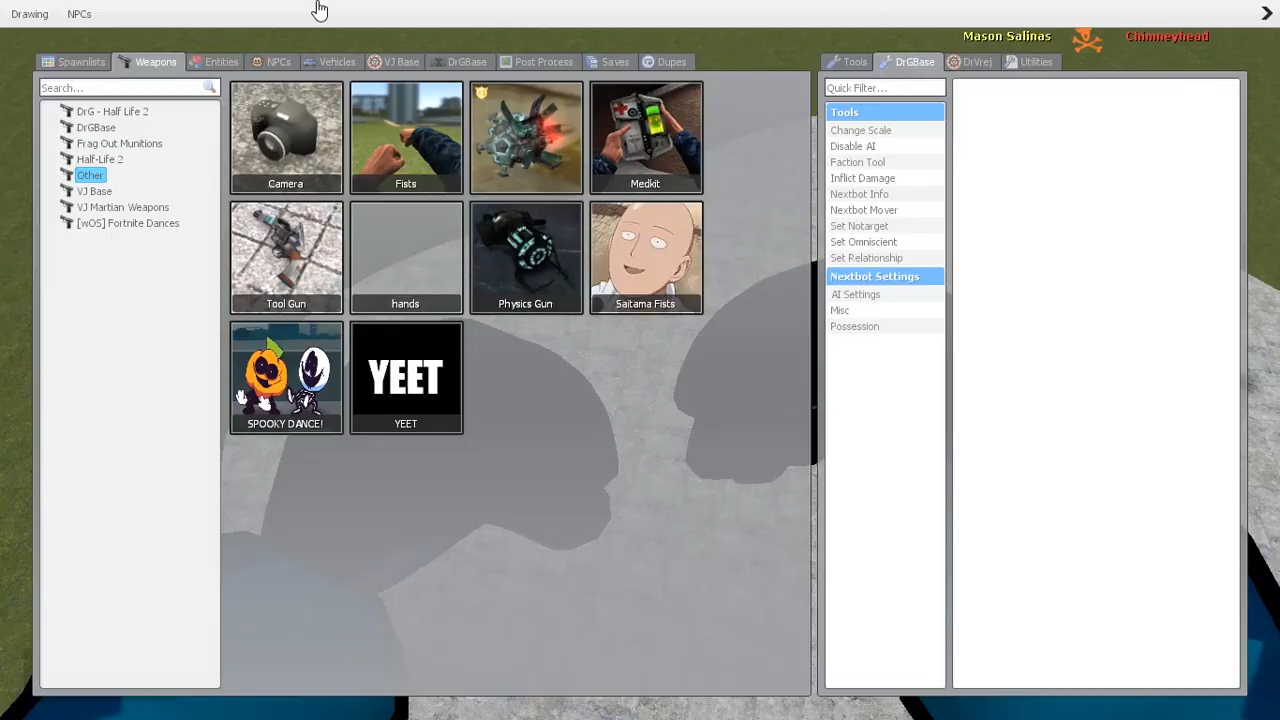 Drawing NPCs
Mason Salinas Chimneyhead
Spawnlists Weapons Entities NPCs Vehicles VJ Base DrGBase Post Process Saves Dupes
Tools DrGBase DrVrej Utilities
Search...
DrG - Half Life 2
DrGBase
Frag Out Munitions
Half-Life 2
Other
VJ Base
VJ Martian Weapons
[wOS] Fortnite Dances
Camera
Fists
Medkit
Tool Gun
hands
Physics Gun
Saitama Fists
SPOOKY DANCE!
YEET
YEET
Quick Filter...
Tools
Change Scale
Disable AI
Faction Tool
Inflict Damage
Nextbot Info
Nextbot Mover
Set Notarget
Set Omniscient
Set Relationship
Nextbot Settings
AI Settings
Misc
Possession